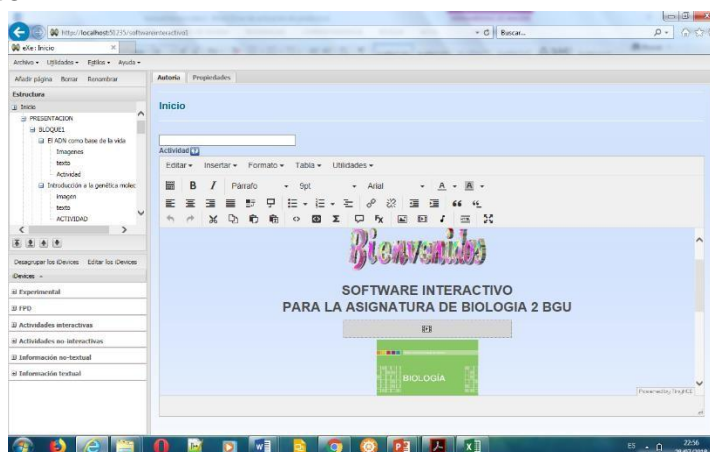 http://localhost:51235/softwareinteractivo1
Buscar...
eXe : Inicio
Archivo Utilidades Estilos Ayuda
Añadir página Borrar Renombrar
Autoría Propiedades
Estructura
Inicio
Inicio
PRESENTACION
BLOQUE1
El ADN como base de la vida
Imagenes
texto
Actividad
Introducción a la genética molec
imagen
texto
ACTIVIDAD
Actividad
Editar Insertar Formato Tabla Utilidades
B I Párrafo 9pt Arial A A
Desagrupar los iDevices Editar los iDevices
iDevices
Experimental
FPD
Actividades interactivas
Actividades no-interactivas
Información no-textual
Información textual
Bienvenidos
SOFTWARE INTERACTIVO
PARA LA ASIGNATURA DE BIOLOGIA 2 BGU
BIOLOGÍA
Powered by TinyMCE
ES 22:56